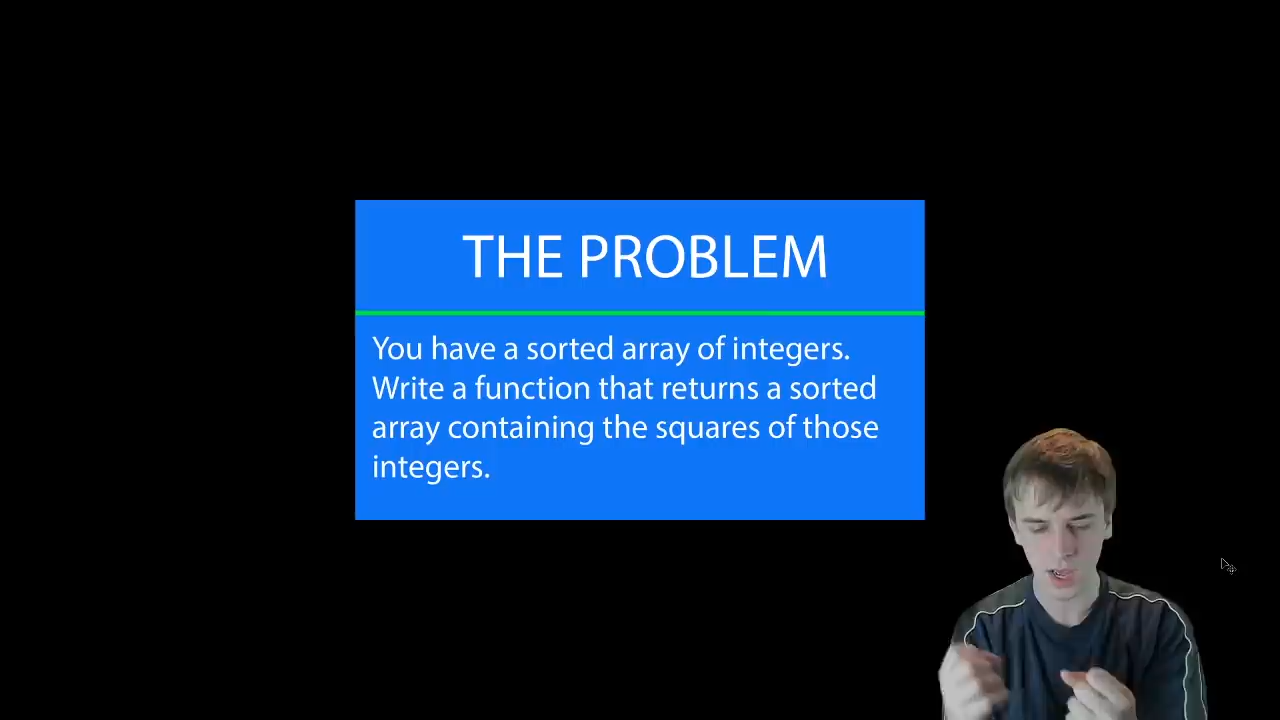 THE PROBLEM
You have a sorted array of integers.
Write a function that returns a sorted
array containing the squares of those
integers.